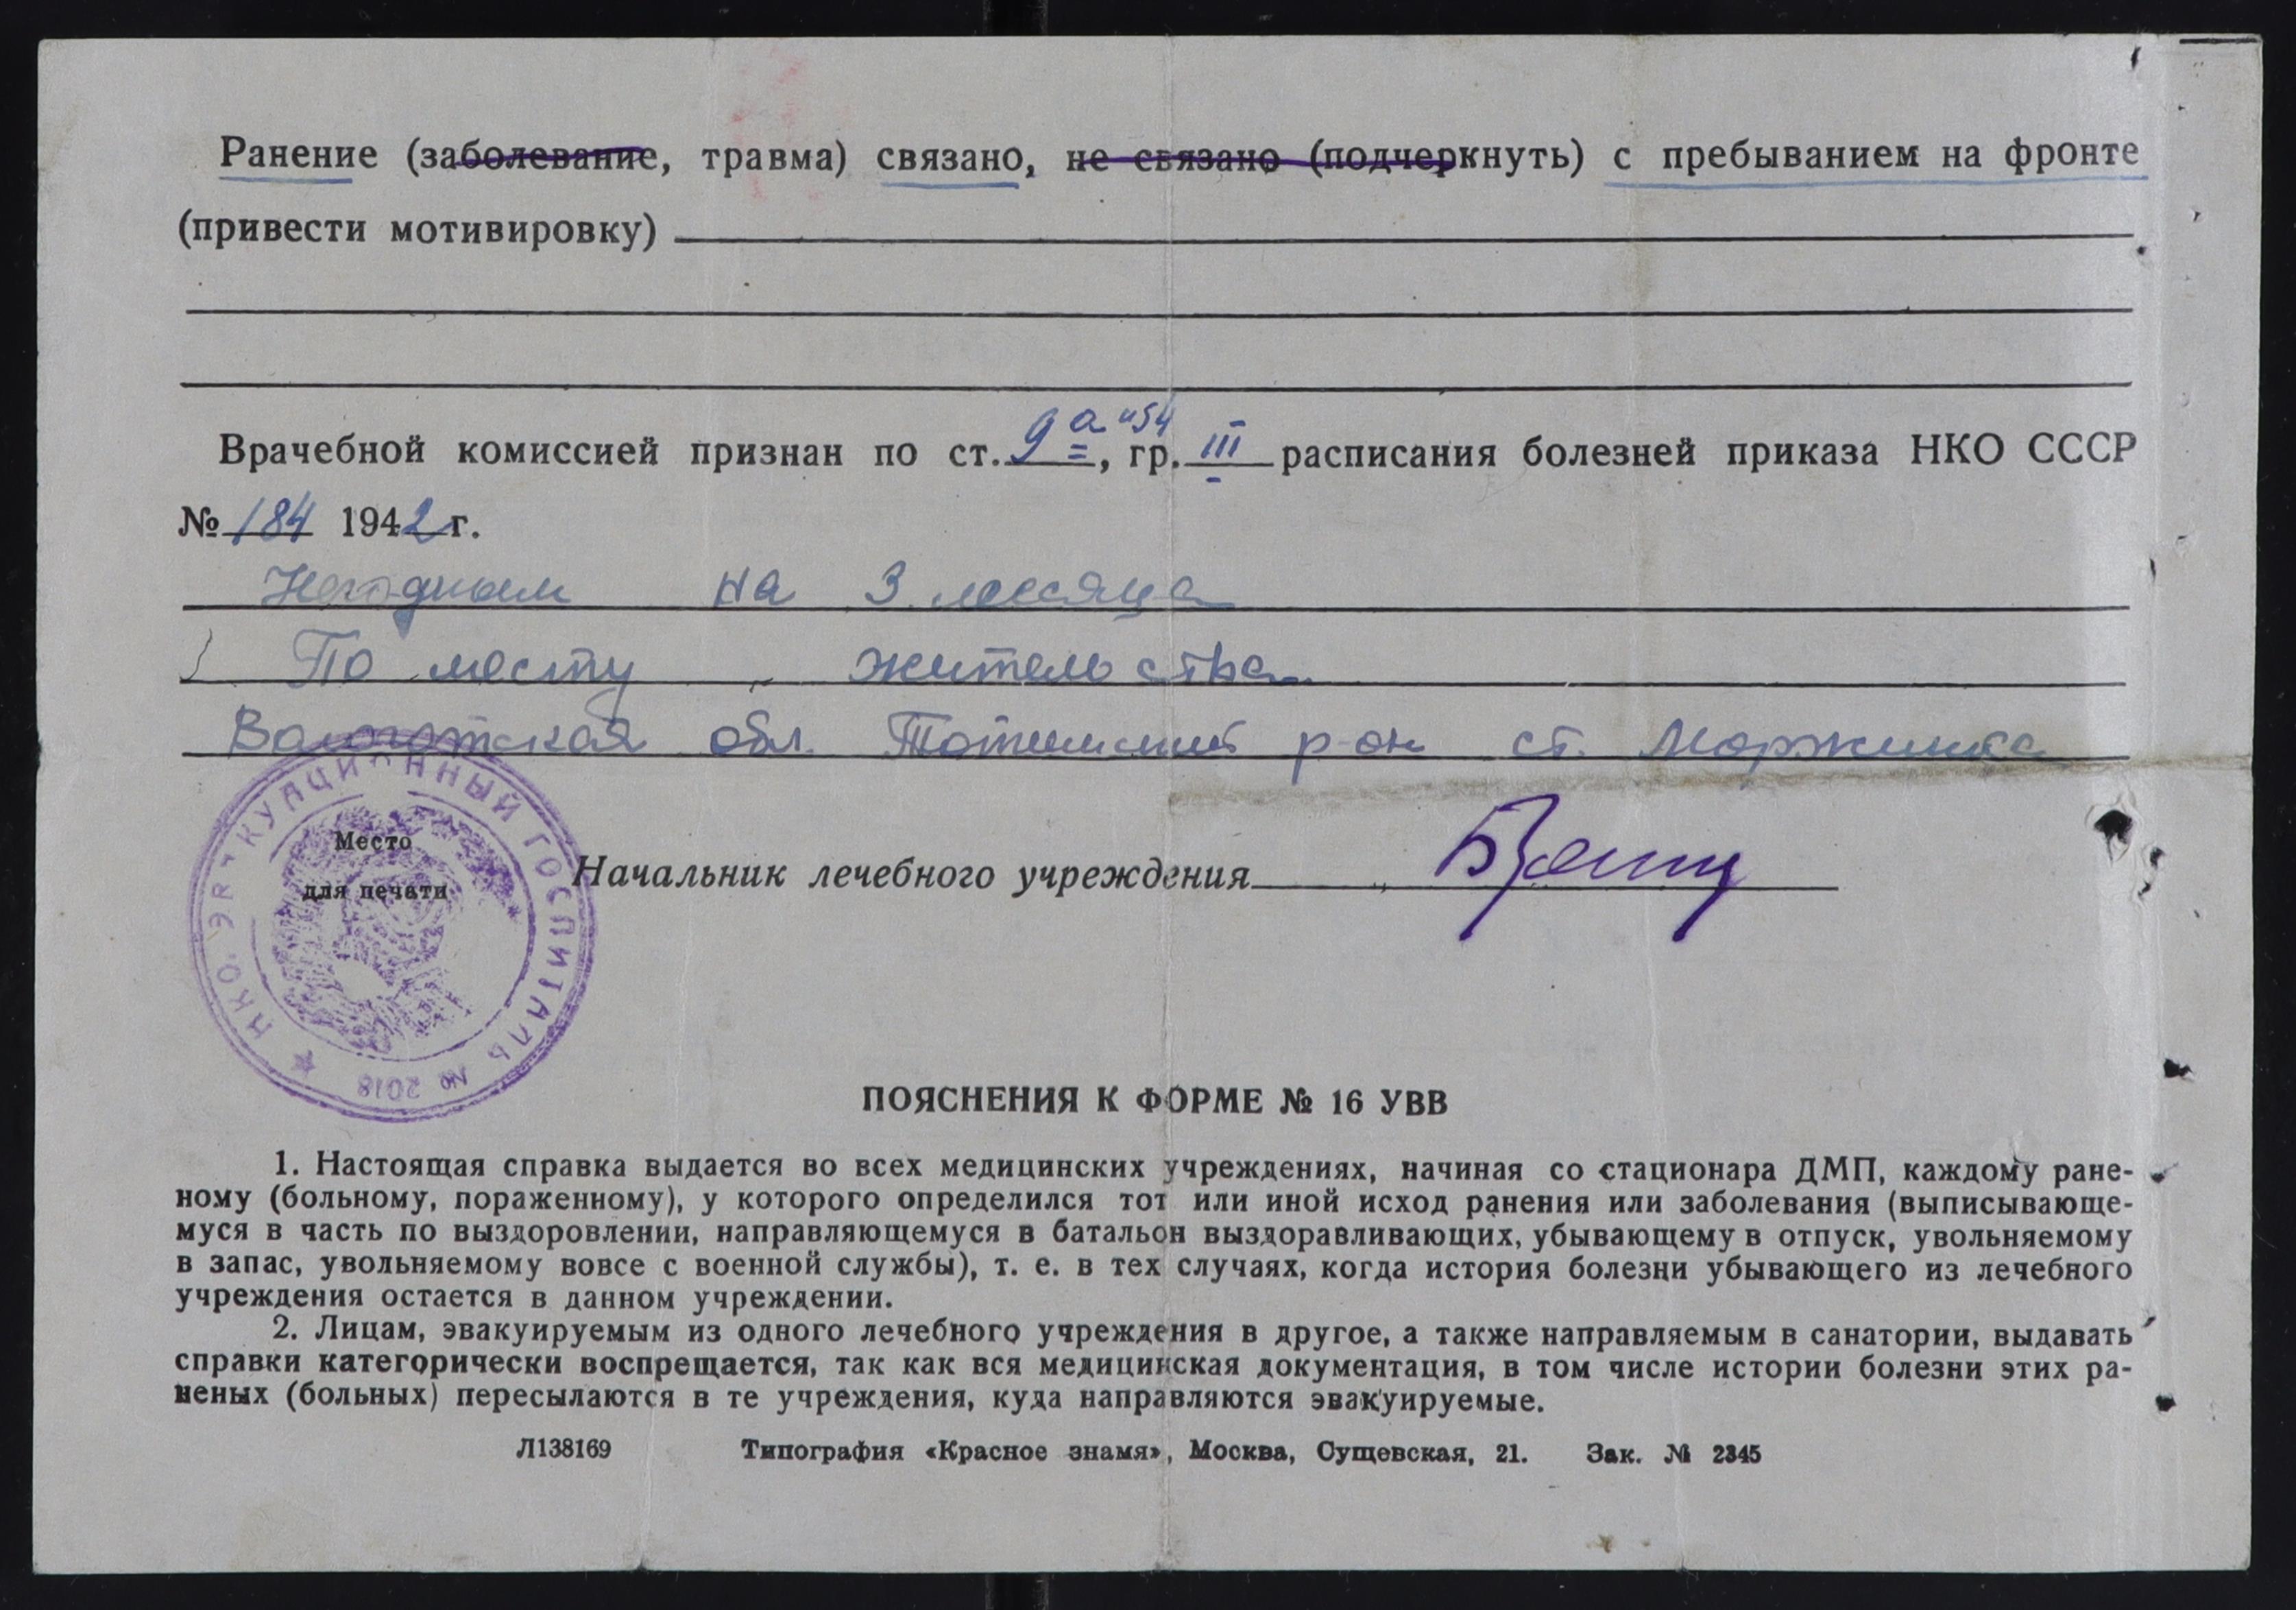 Ранение (заболевание, травма) связано, не связано (подчеркнуть) с пребыванием на фронте
(привести мотивировку)
Врачебной комиссией признан по ст. 9а и 54, гр. III расписания болезней приказа НКО СССР
№ 184 1942 г.
Негодным на 3 месяца
По месту жительства
Вологотская обл. Тотемский р-он ст.
НКО. ЭВАКУАЦИОННЫЙ ГОСПИТАЛЬ № 2018
Место
для печати
Начальник лечебного учреждения
ПОЯСНЕНИЯ К ФОРМЕ № 16 УВВ
1. Настоящая справка выдается во всех медицинских учреждениях, начиная со стационара ДМП, каждому ране-
ному (больному, пораженному), у которого определился тот или иной исход ранения или заболевания (выписывающе-
муся в часть по выздоровлении, направляющемуся в батальон выздоравливающих, убывающему в отпуск, увольняемому
в запас, увольняемому вовсе с военной службы), т. е. в тех случаях, когда история болезни убывающего из лечебного
учреждения остается в данном учреждении.
2. Лицам, эвакуируемым из одного лечебного учреждения в другое, а также направляемым в санатории, выдавать
справки категорически воспрещается, так как вся медицинская документация, в том числе истории болезни этих ра-
неных (больных) пересылаются в те учреждения, куда направляются эвакуируемые.
Л138169 Типография «Красное знамя», Москва, Сущевская, 21. Зак. № 2345